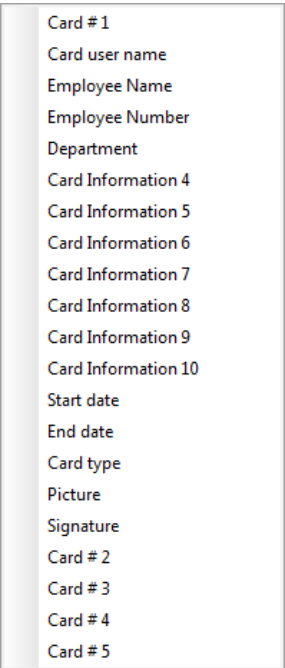 Card # 1
Card user name
Employee Name
Employee Number
Department
Card Information 4
Card Information 5
Card Information 6
Card Information 7
Card Information 8
Card Information 9
Card Information 10
Start date
End date
Card type
Picture
Signature
Card # 2
Card # 3
Card # 4
Card # 5